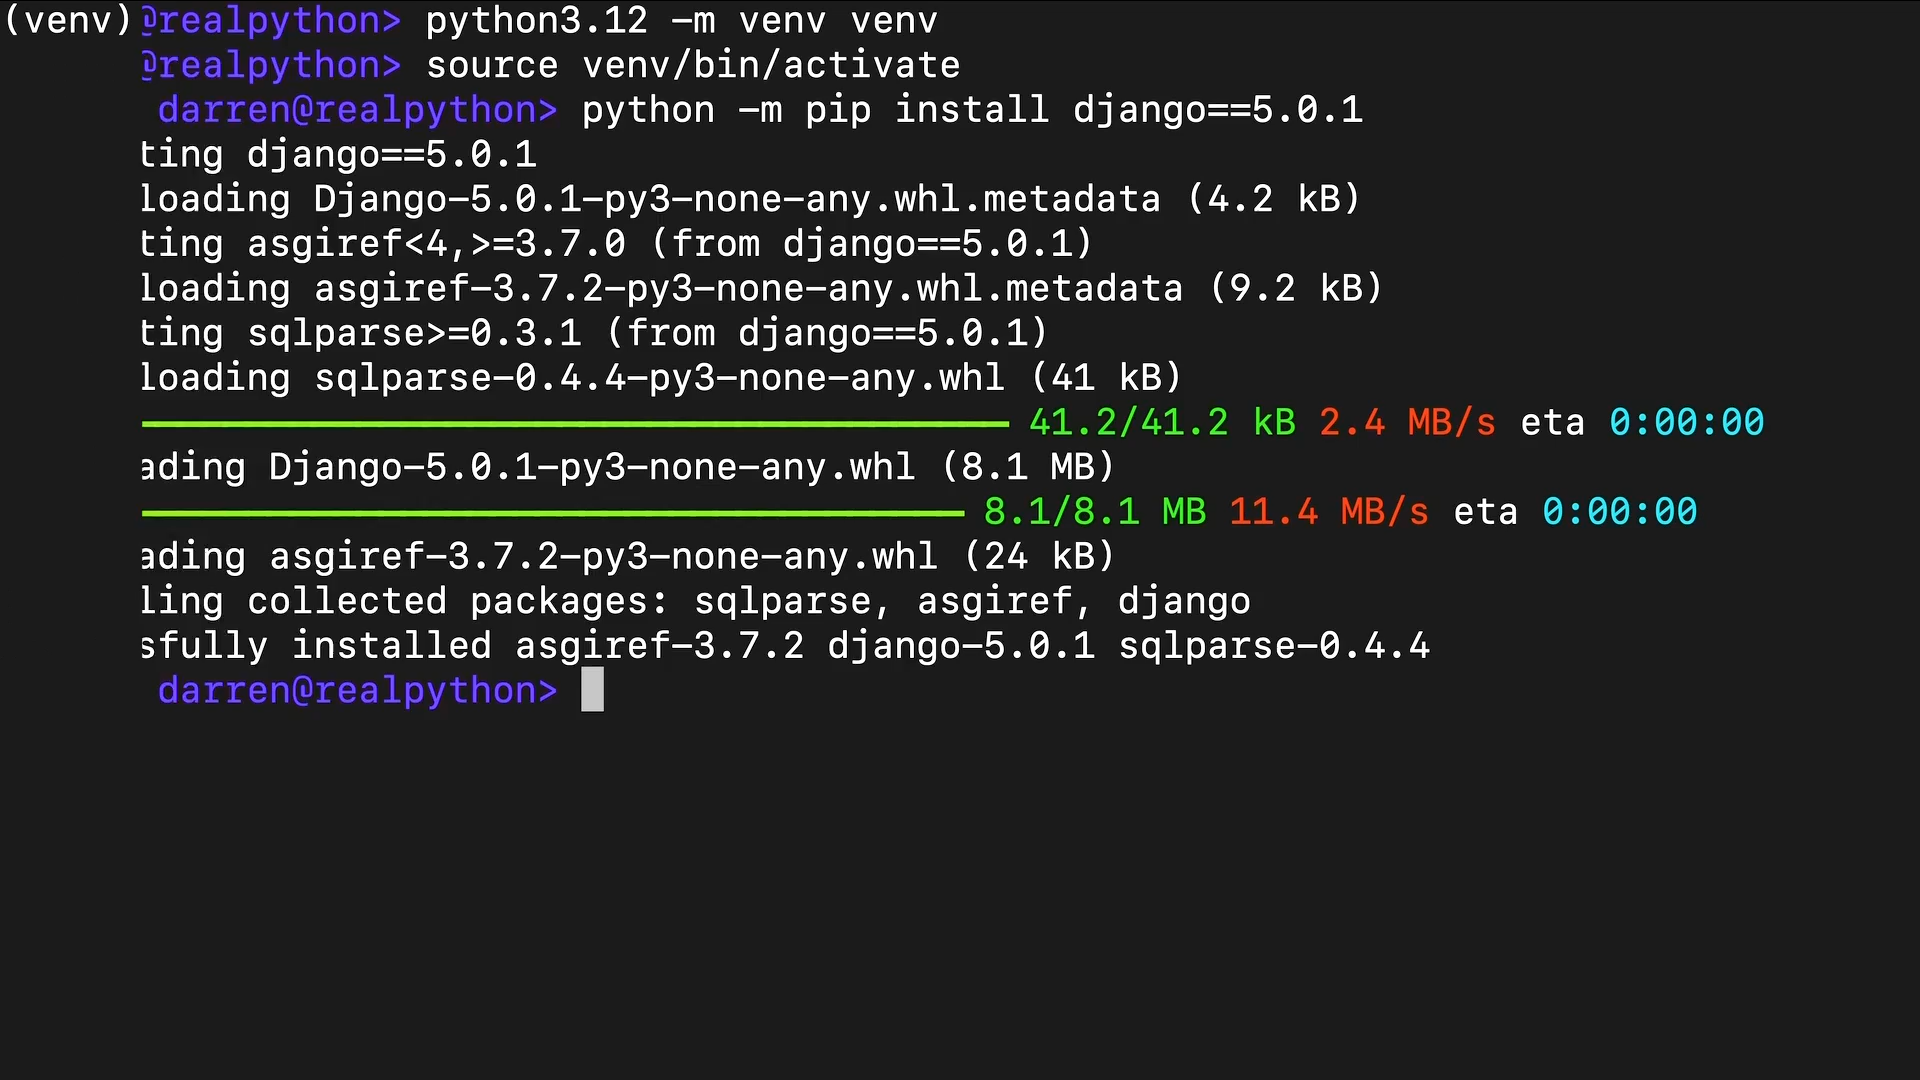 (venv) @realpython> python3.12 -m venv venv
@realpython> source venv/bin/activate
darren@realpython> python -m pip install django==5.0.1
ting django==5.0.1
loading Django-5.0.1-py3-none-any.whl.metadata (4.2 kB)
ting asgiref<4,>=3.7.0 (from django==5.0.1)
loading asgiref-3.7.2-py3-none-any.whl.metadata (9.2 kB)
ting sqlparse>=0.3.1 (from django==5.0.1)
loading sqlparse-0.4.4-py3-none-any.whl (41 kB)
41.2/41.2 kB 2.4 MB/s eta 0:00:00
ading Django-5.0.1-py3-none-any.whl (8.1 MB)
8.1/8.1 MB 11.4 MB/s eta 0:00:00
ading asgiref-3.7.2-py3-none-any.whl (24 kB)
ling collected packages: sqlparse, asgiref, django
sfully installed asgiref-3.7.2 django-5.0.1 sqlparse-0.4.4
darren@realpython>